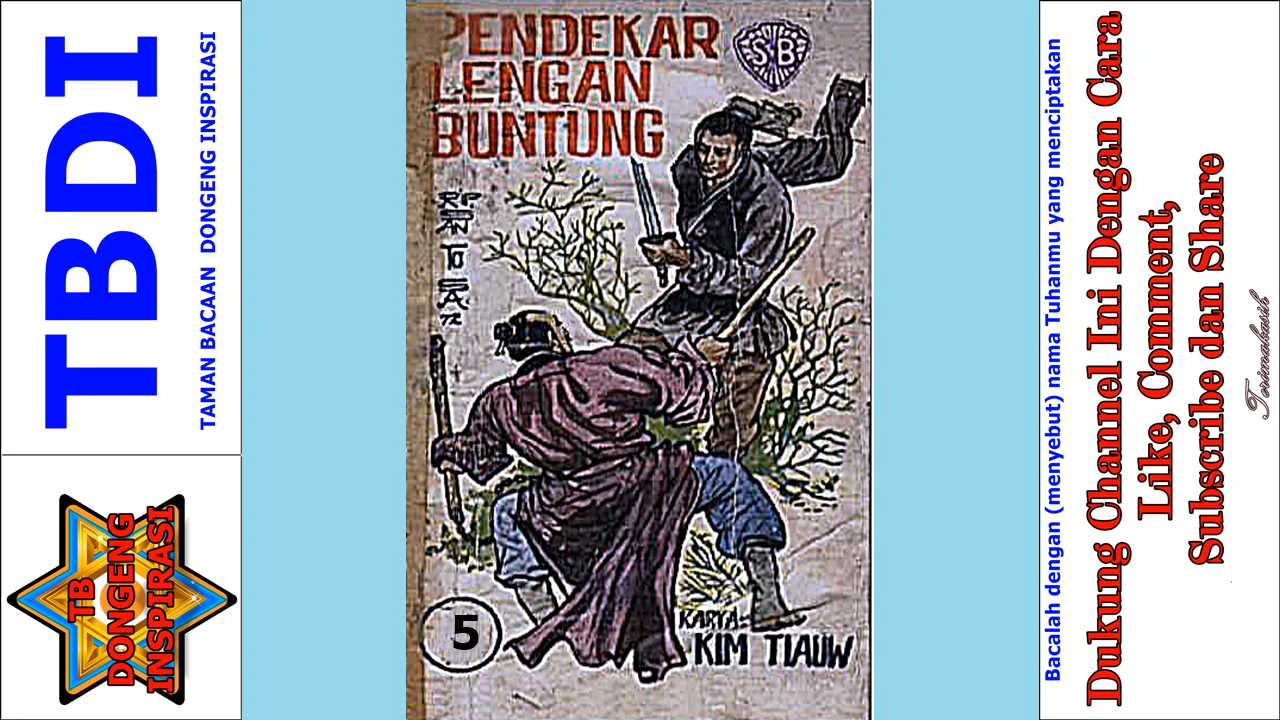 TBDI
TAMAN BACAAN DONGENG INSPIRASI
TB
DONGENG
INSPIRASI
PENDEKAR
LENGAN
BUNTUNG
SB
5
KARYA
KIM TIAUW
Bacalah dengan (menyebut) nama Tuhanmu yang menciptakan
Dukung Channel Ini Dengan Cara
Like, Comment,
Subscribe dan Share
Terimakasih